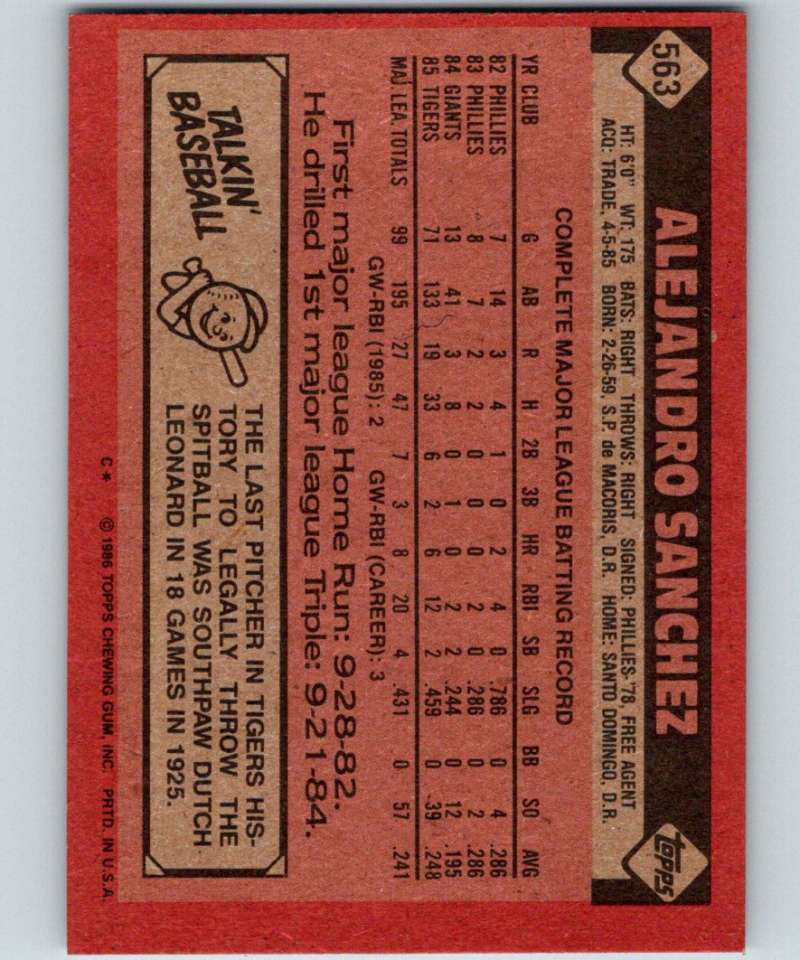 563
ALEJANDRO SANCHEZ
topps
HT: 6'0" WT: 175 BATS: RIGHT THROWS: RIGHT SIGNED: PHILLIES-'78, FREE AGENT
ACQ: TRADE, 4-5-85 BORN: 2-26-59, S.P. de MACORIS, D.R. HOME: SANTO DOMINGO, D.R.
COMPLETE MAJOR LEAGUE BATTING RECORD
YR CLUB G AB R H 2B 3B HR RBI SB SLG BB SO AVG
82 PHILLIES 7 14 3 4 1 0 2 4 0 .786 0 4 .286
83 PHILLIES 8 7 2 2 0 0 0 2 0 .286 0 2 .286
84 GIANTS 13 41 3 8 0 1 0 2 2 .244 0 12 .195
85 TIGERS 71 133 19 33 6 2 6 12 2 .459 0 39 .248
MAJ. LEA. TOTALS 99 195 27 47 7 3 8 20 4 .431 0 57 .241
GW-RBI (1985): 2 GW-RBI (CAREER): 3
First major league Home Run: 9-28-82.
He drilled 1st major league Triple: 9-21-84.
TALKIN'
BASEBALL
THE LAST PITCHER IN TIGERS HIS-
TORY TO LEGALLY THROW THE
SPITBALL WAS SOUTHPAW DUTCH
LEONARD IN 18 GAMES IN 1925.
C* © 1986 TOPPS CHEWING GUM, INC. PRTD. IN U.S.A.